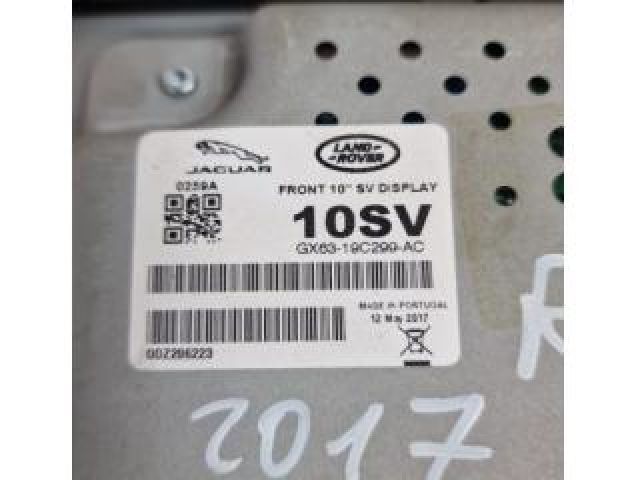 JAGUAR
LAND ROVER
0259A
FRONT 10" SV DISPLAY
10SV
GX63-19C299-AC
MADE IN PORTUGAL
12 May 2017
00Z296223
2017
R